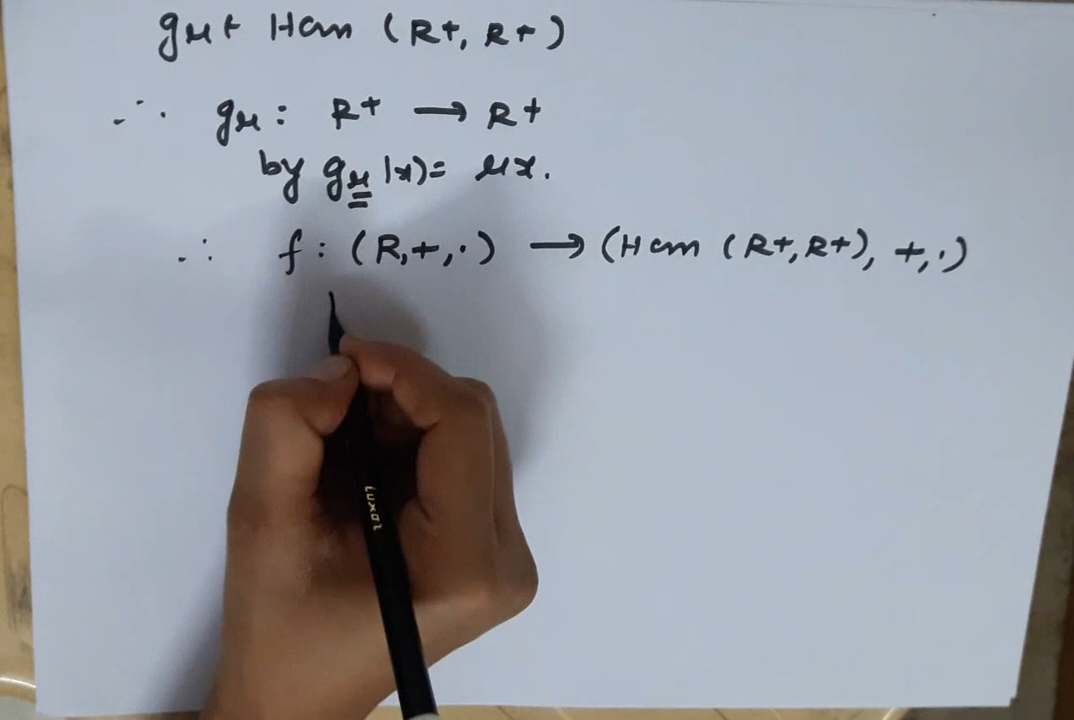 gμ ∈ Hom (R+, R+)
∴ gμ : R+ → R+
by gμ(x) = μx.
∴ f : (R,+,·) → (Hom (R+,R+), +,·)
LUXOR